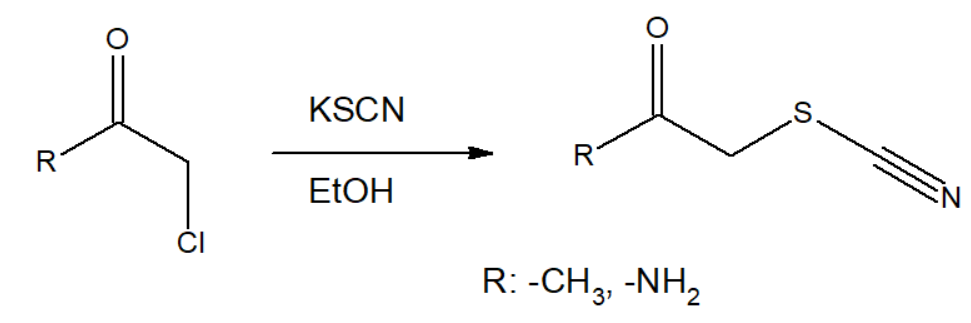 O
R
Cl
KSCN
EtOH
O
R
S
N
R: -CH3, -NH2